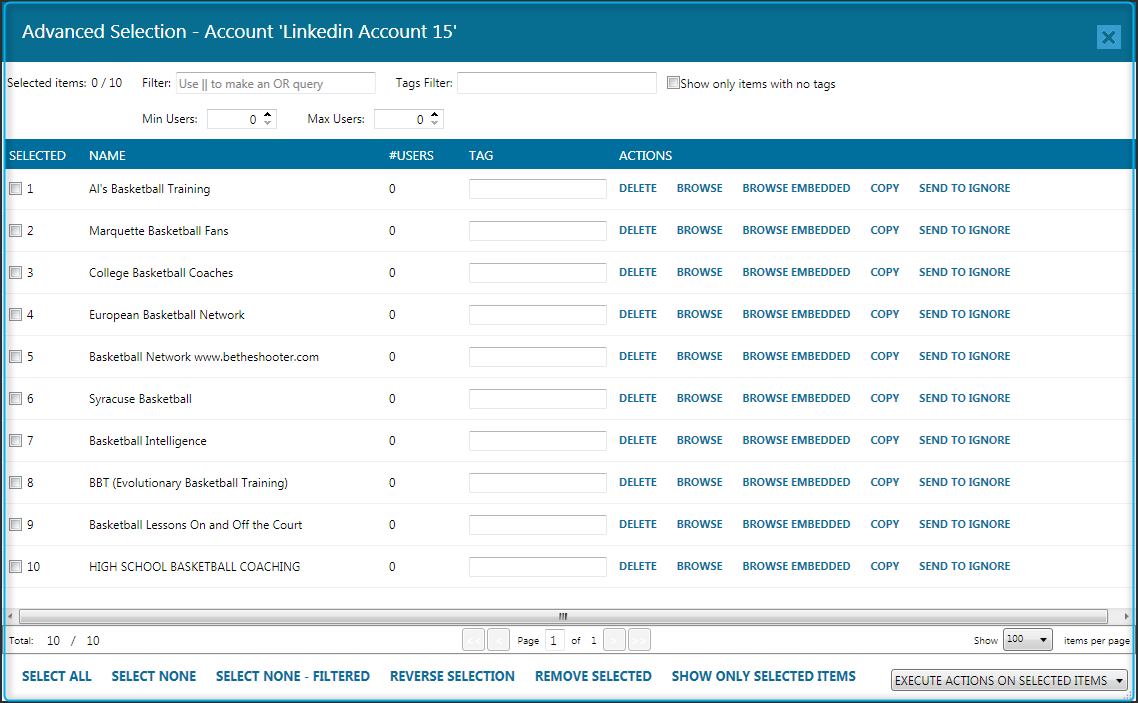 Advanced Selection - Account 'Linkedin Account 15'
Selected items: 0 / 10 Filter: Use || to make an OR query Tags Filter: Show only items with no tags
Min Users: 0 Max Users: 0
SELECTED NAME #USERS TAG ACTIONS
1 Al's Basketball Training 0 DELETE BROWSE BROWSE EMBEDDED COPY SEND TO IGNORE
2 Marquette Basketball Fans 0 DELETE BROWSE BROWSE EMBEDDED COPY SEND TO IGNORE
3 College Basketball Coaches 0 DELETE BROWSE BROWSE EMBEDDED COPY SEND TO IGNORE
4 European Basketball Network 0 DELETE BROWSE BROWSE EMBEDDED COPY SEND TO IGNORE
5 Basketball Network www.betheshooter.com 0 DELETE BROWSE BROWSE EMBEDDED COPY SEND TO IGNORE
6 Syracuse Basketball 0 DELETE BROWSE BROWSE EMBEDDED COPY SEND TO IGNORE
7 Basketball Intelligence 0 DELETE BROWSE BROWSE EMBEDDED COPY SEND TO IGNORE
8 BBT (Evolutionary Basketball Training) 0 DELETE BROWSE BROWSE EMBEDDED COPY SEND TO IGNORE
9 Basketball Lessons On and Off the Court 0 DELETE BROWSE BROWSE EMBEDDED COPY SEND TO IGNORE
10 HIGH SCHOOL BASKETBALL COACHING 0 DELETE BROWSE BROWSE EMBEDDED COPY SEND TO IGNORE
Total: 10 / 10 << < Page 1 of 1 > >> Show 100 items per page
SELECT ALL SELECT NONE SELECT NONE - FILTERED REVERSE SELECTION REMOVE SELECTED SHOW ONLY SELECTED ITEMS EXECUTE ACTIONS ON SELECTED ITEMS